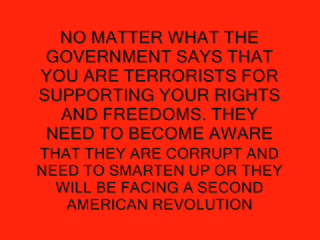 NO MATTER WHAT THE
GOVERNMENT SAYS THAT
YOU ARE TERRORISTS FOR
SUPPORTING YOUR RIGHTS
AND FREEDOMS. THEY
NEED TO BECOME AWARE
THAT THEY ARE CORRUPT AND
NEED TO SMARTEN UP OR THEY
WILL BE FACING A SECOND
AMERICAN REVOLUTION